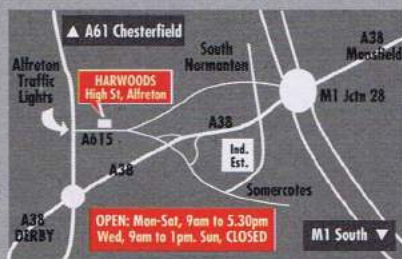 ▲ A61 Chesterfield
A38
Mansfield
South
Normanton
Alfreton
Traffic
Lights
HARWOODS
High St, Alfreton
M1 Jctn 28
A38
A615
Ind.
Est.
A38
Somercotes
A38
DERBY
OPEN: Mon-Sat, 9am to 5.30pm
Wed, 9am to 1pm. Sun, CLOSED
M1 South ▼